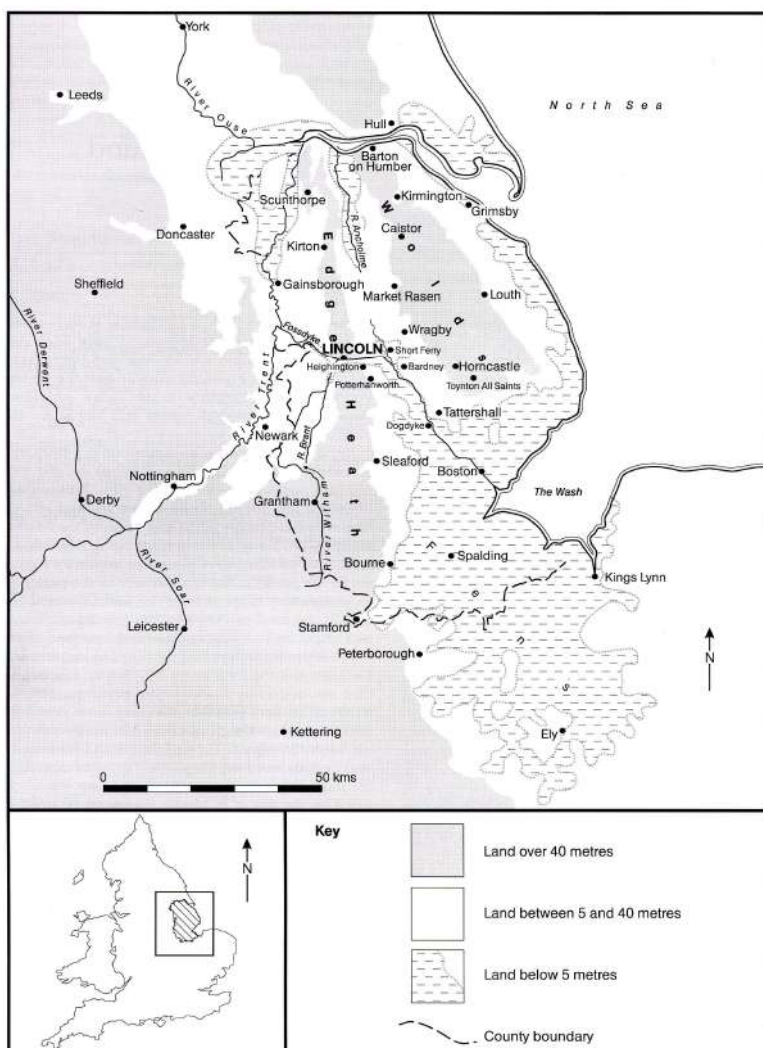 York
Leeds
River Ouse
North Sea
Hull
Barton
on Humber
Scunthorpe
Kirmington
Grimsby
Doncaster
R. Ancholme
Caistor
Wolds
Kirton
Edge
Sheffield
Gainsborough
Market Rasen
Louth
River Derwent
Fossdyke
Wragby
LINCOLN
Short Ferry
Heighington
Bardney
Horncastle
Potterhanworth
Toynton All Saints
River Trent
Heath
Tattershall
Newark
R. Brant
Dogdyke
Sleaford
Boston
Nottingham
The Wash
Derby
Grantham
River Witham
Bourne
Spalding
Fens
Kings Lynn
River Soar
Leicester
Stamford
Peterborough
N
Kettering
Ely
0
50 kms
N
Key
Land over 40 metres
Land between 5 and 40 metres
Land below 5 metres
County boundary